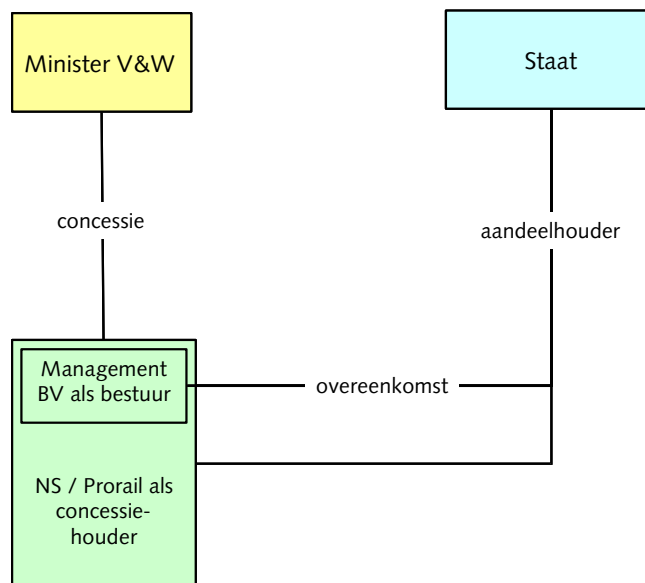 Minister V&W
Staat
concessie
aandeelhouder
Management
BV als bestuur
overeenkomst
NS / Prorail als
concessie-
houder